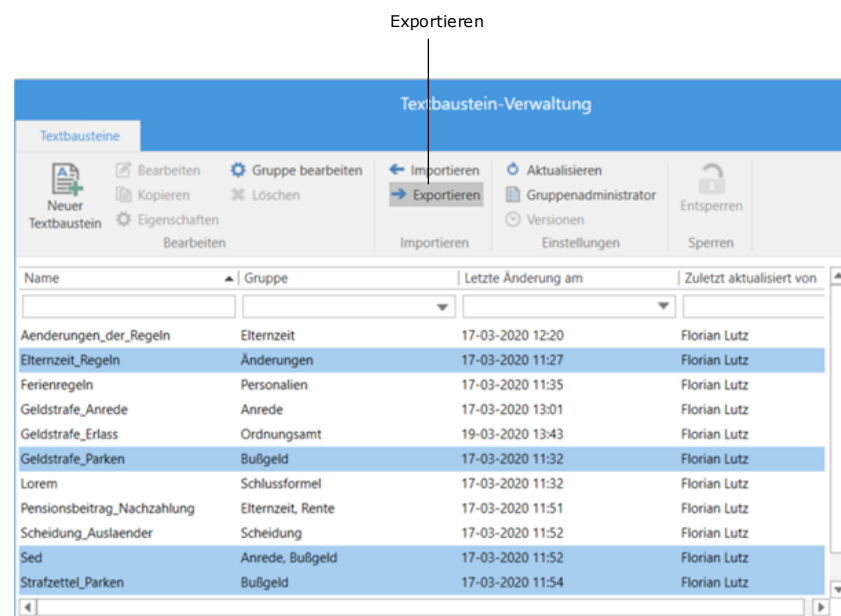 Exportieren
Textbaustein-Verwaltung
Textbausteine
Neuer Textbaustein
Bearbeiten
Kopieren
Eigenschaften
Gruppe bearbeiten
Löschen
Bearbeiten
Importieren
Exportieren
Importieren
Aktualisieren
Gruppenadministrator
Versionen
Einstellungen
Entsperren
Sperren
Name Gruppe Letzte Änderung am Zuletzt aktualisiert von
Aenderungen_der_Regeln Elternzeit 17-03-2020 12:20 Florian Lutz
Elternzeit_Regeln Änderungen 17-03-2020 11:27 Florian Lutz
Ferienregeln Personalien 17-03-2020 11:35 Florian Lutz
Geldstrafe_Anrede Anrede 17-03-2020 13:01 Florian Lutz
Geldstrafe_Erlass Ordnungsamt 19-03-2020 13:43 Florian Lutz
Geldstrafe_Parken Bußgeld 17-03-2020 11:32 Florian Lutz
Lorem Schlussformel 17-03-2020 11:32 Florian Lutz
Pensionsbeitrag_Nachzahlung Elternzeit, Rente 17-03-2020 11:51 Florian Lutz
Scheidung_Auslaender Scheidung 17-03-2020 11:52 Florian Lutz
Sed Anrede, Bußgeld 17-03-2020 11:52 Florian Lutz
Strafzettel_Parken Bußgeld 17-03-2020 11:54 Florian Lutz